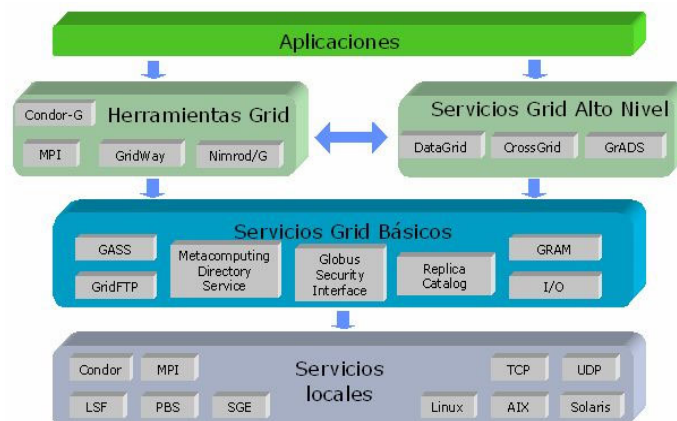 Aplicaciones
Condor-G
Herramientas Grid
MPI
GridWay
Nimrod/G
Servicios Grid Alto Nivel
DataGrid
CrossGrid
GrADS
Servicios Grid Básicos
GASS
GridFTP
Metacomputing
Directory
Service
Globus
Security
Interface
Replica
Catalog
GRAM
I/O
Servicios
locales
Condor
MPI
LSF
PBS
SGE
TCP
UDP
Linux
AIX
Solaris